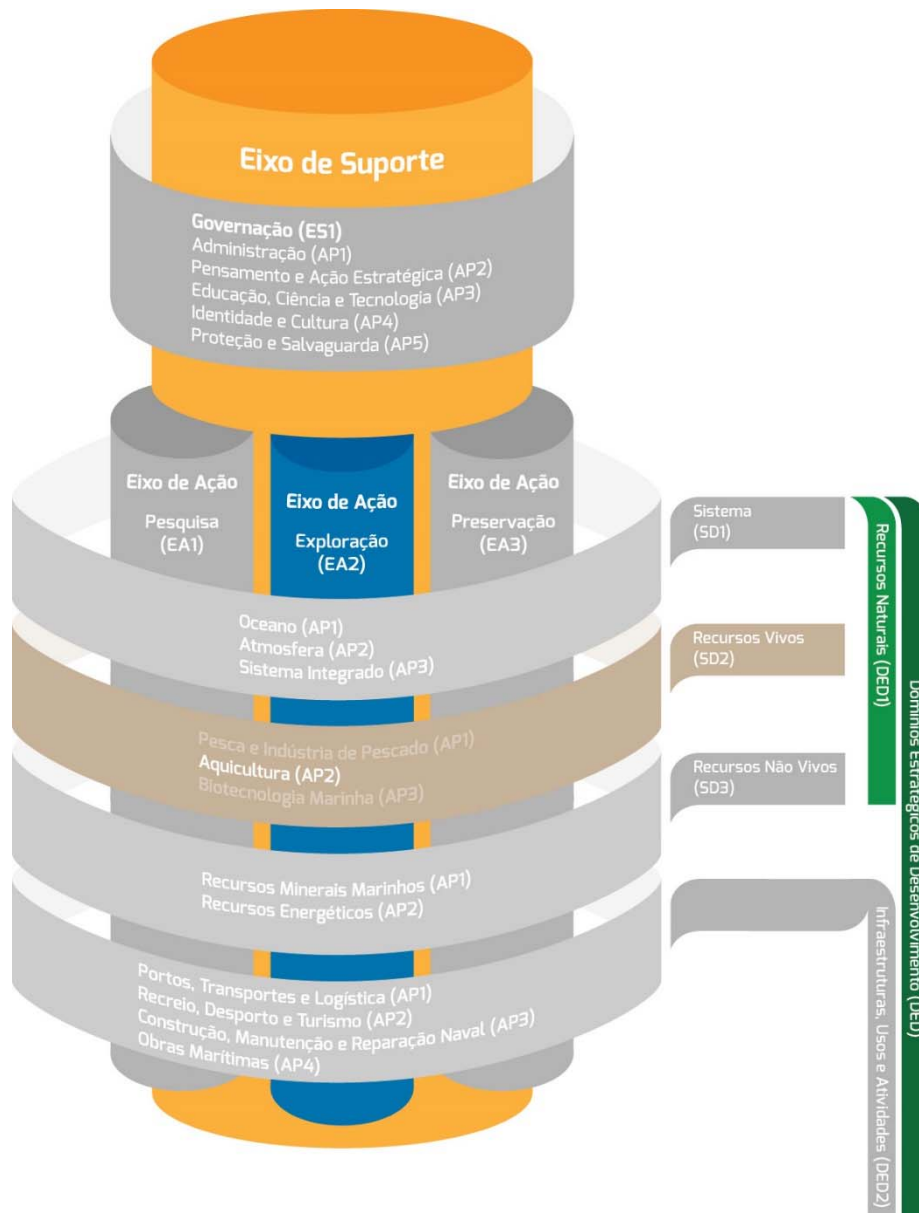 Eixo de Suporte
Governação (ES1)
Administração (AP1)
Pensamento e Ação Estratégica (AP2)
Educação, Ciência e Tecnologia (AP3)
Identidade e Cultura (AP4)
Proteção e Salvaguarda (AP5)
Eixo de Ação
Pesquisa
(EA1)
Eixo de Ação
Exploração
(EA2)
Eixo de Ação
Preservação
(EA3)
Oceano (AP1)
Atmosfera (AP2)
Sistema Integrado (AP3)
Sistema
(SD1)
Pesca e Indústria de Pescado (AP1)
Aquicultura (AP2)
Biotecnologia Marinha (AP3)
Recursos Vivos
(SD2)
Recursos Minerais Marinhos (AP1)
Recursos Energéticos (AP2)
Recursos Não Vivos
(SD3)
Portos, Transportes e Logística (AP1)
Recreio, Desporto e Turismo (AP2)
Construção, Manutenção e Reparação Naval (AP3)
Obras Marítimas (AP4)
Recursos Naturais (DED1)
Infraestruturas, Usos e Atividades (DED2)
Domínios Estratégicos de Desenvolvimento (DED)